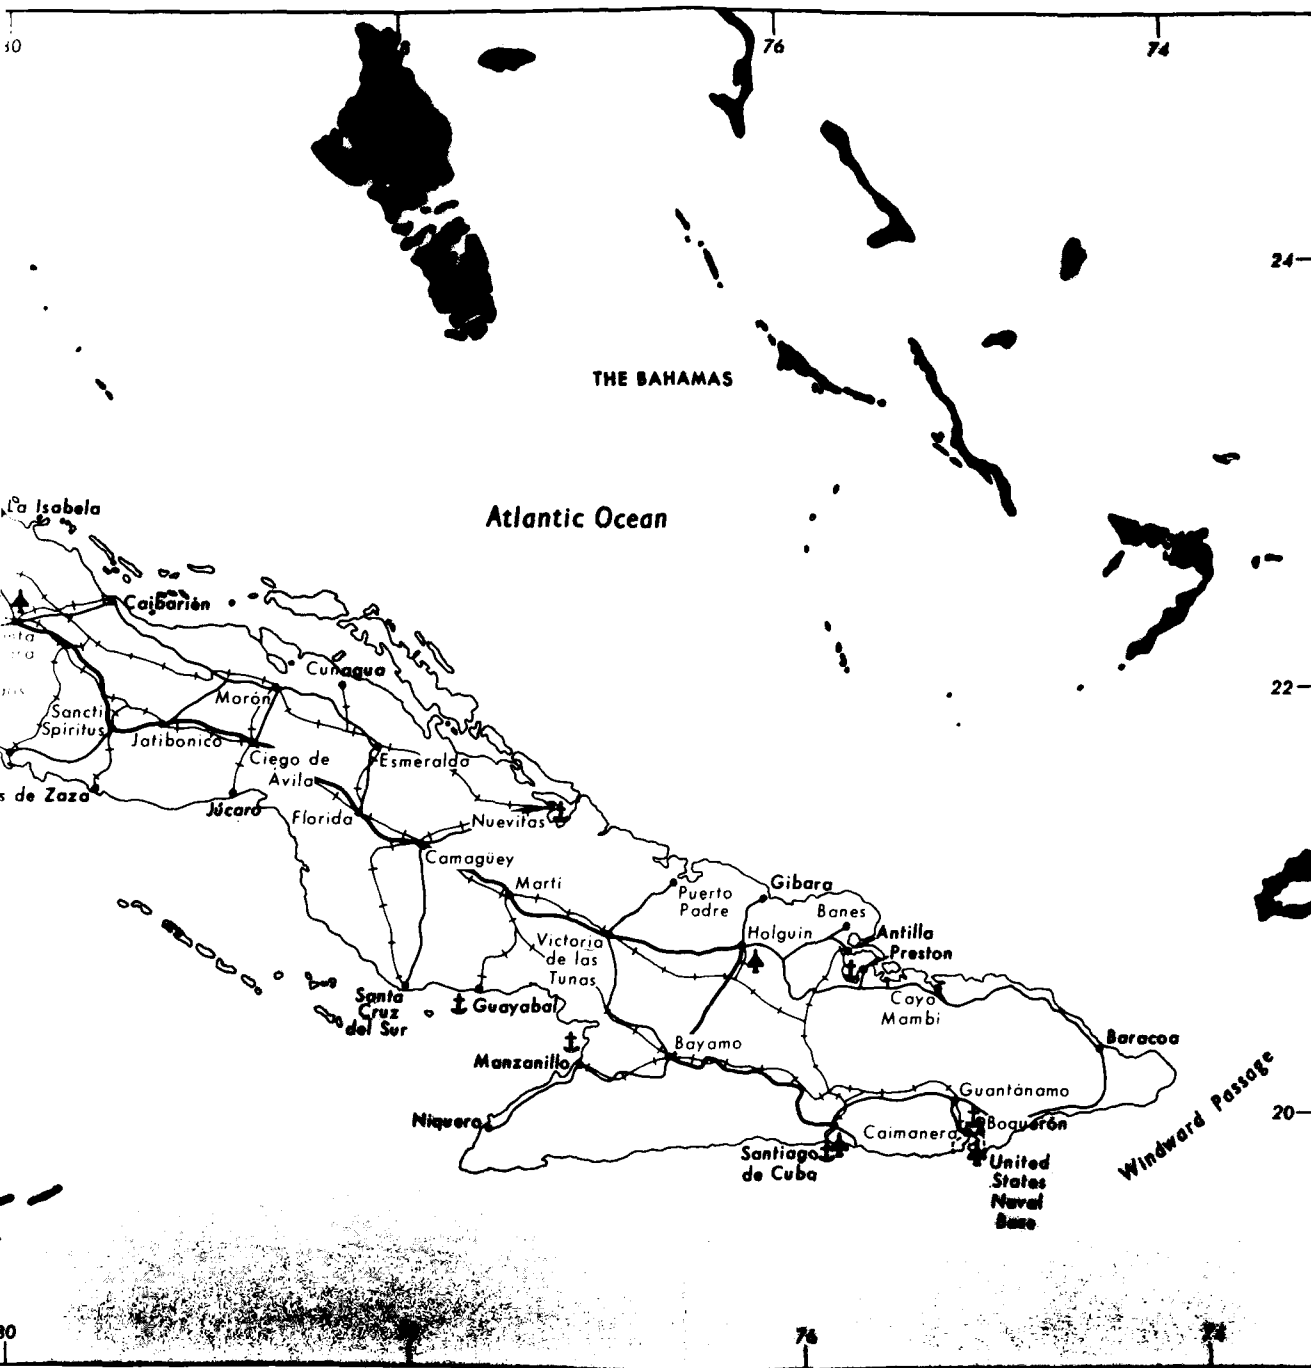 76
74
24
THE BAHAMAS
La Isabela
Atlantic Ocean
Caibarién
Cunagua
22
Morón
Sancti
Spiritus
Jatibonico
Ciego de
Ávila
Esmeralda
s de Zaza
Júcaro
Florida
Nuevitas
Camagüey
Martí
Puerto
Padre
Gibara
Banes
Holguin
Antilla
Preston
Victoria
de las
Tunas
Santa
Cruz
del Sur
Guayabal
Cayo
Mambi
Bayamo
Baracoa
Manzanillo
Guantánamo
Niquero
20
Boquerón
Caimanera
Windward Passage
Santiago
de Cuba
United
States
Naval
Base
76
74